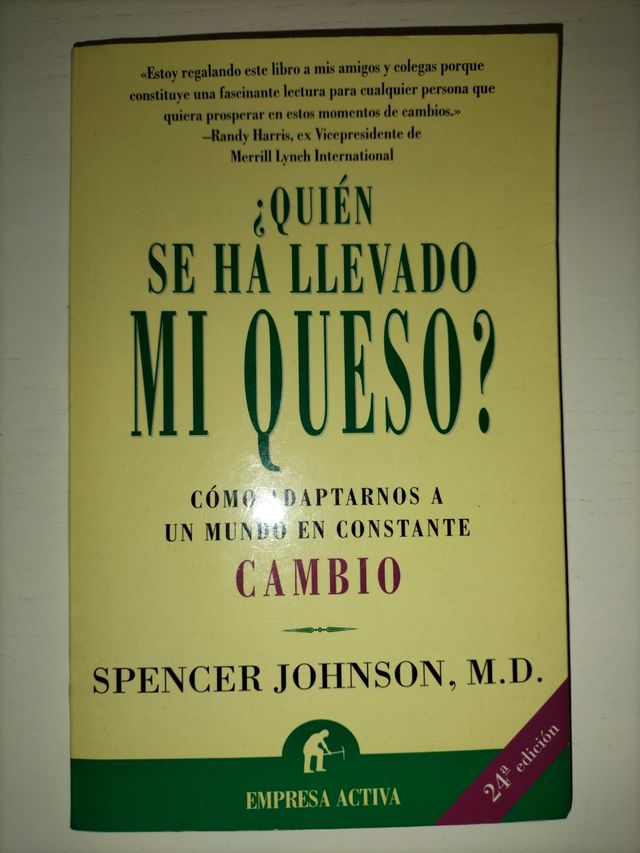 «Estoy regalando este libro a mis amigos y colegas porque
constituye una fascinante lectura para cualquier persona que
quiera prosperar en estos momentos de cambios.»
—Randy Harris, ex Vicepresidente de
Merrill Lynch International
¿QUIÉN
SE HA LLEVADO
MI QUESO?
CÓMO ADAPTARNOS A
UN MUNDO EN CONSTANTE
CAMBIO
SPENCER JOHNSON, M.D.
24ª edición
EMPRESA ACTIVA